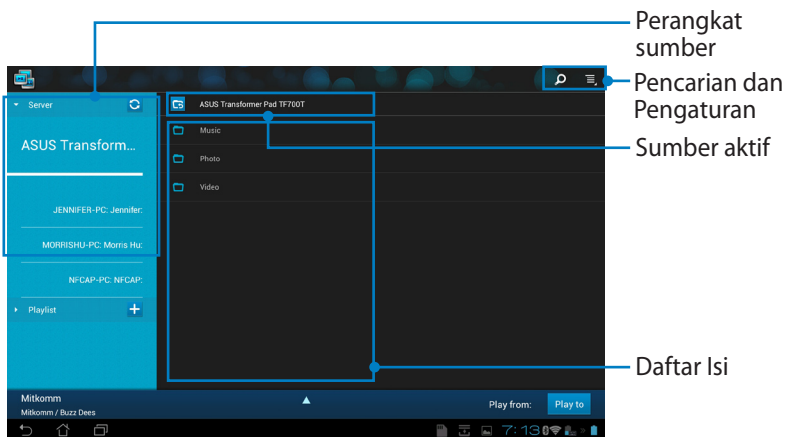 Perangkat
sumber
Pencarian dan
Pengaturan
Sumber aktif
Daftar Isi
Server
ASUS Transform...
JENNIFER-PC: Jennifer:
MORRISHU-PC: Morris Hu:
NFCAP-PC: NFCAP:
Playlist
ASUS Transformer Pad TF700T
Music
Photo
Video
Mitkomm
Mitkomm / Buzz Dees
Play from:
Play to
7:13